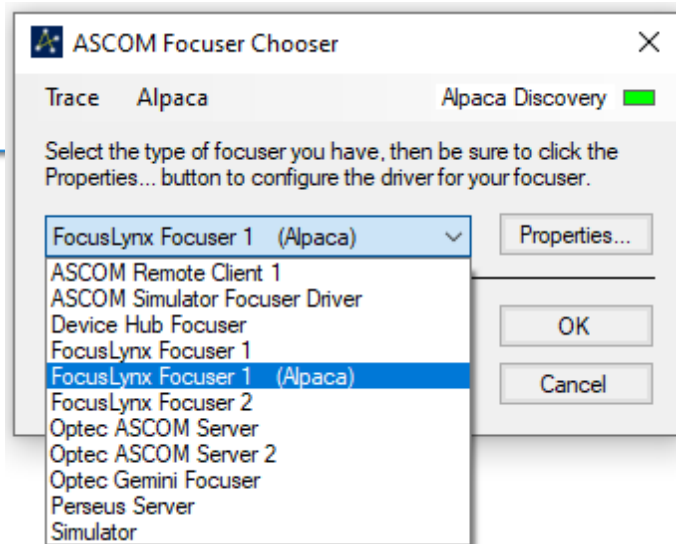 ASCOM Focuser Chooser
Trace Alpaca Alpaca Discovery
Select the type of focuser you have, then be sure to click the
Properties... button to configure the driver for your focuser.
FocusLynx Focuser 1 (Alpaca) Properties...
ASCOM Remote Client 1
ASCOM Simulator Focuser Driver
Device Hub Focuser
OK
FocusLynx Focuser 1
FocusLynx Focuser 1 (Alpaca)
Cancel
FocusLynx Focuser 2
Optec ASCOM Server
Optec ASCOM Server 2
Optec Gemini Focuser
Perseus Server
Simulator